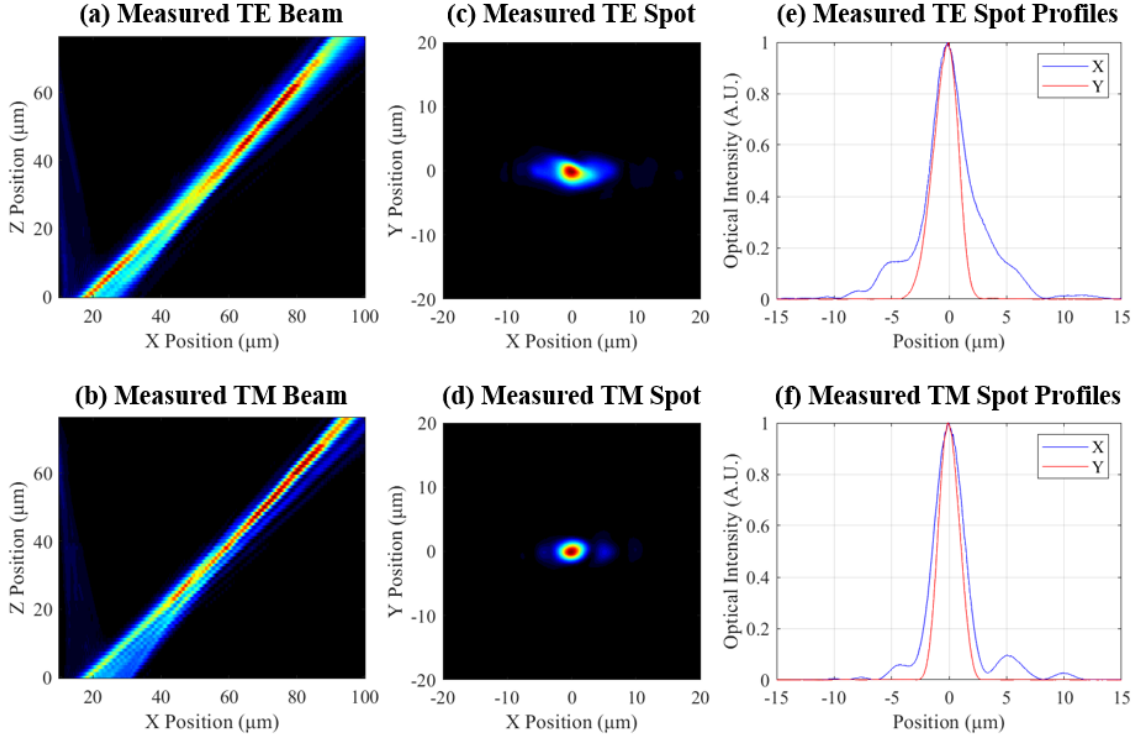 (a) Measured TE Beam
Z Position (μm)
60
40
20
0
20
40
60
80
100
X Position (μm)
(c) Measured TE Spot
Y Position (μm)
20
10
0
-10
-20
-20
-10
0
10
20
X Position (μm)
(e) Measured TE Spot Profiles
Optical Intensity (A.U.)
1
0.8
0.6
0.4
0.2
0
-15
-10
-5
0
5
10
15
Position (μm)
X
Y
(b) Measured TM Beam
Z Position (μm)
60
40
20
0
20
40
60
80
100
X Position (μm)
(d) Measured TM Spot
Y Position (μm)
20
10
0
-10
-20
-20
-10
0
10
20
X Position (μm)
(f) Measured TM Spot Profiles
Optical Intensity (A.U.)
1
0.8
0.6
0.4
0.2
0
-15
-10
-5
0
5
10
15
Position (μm)
X
Y